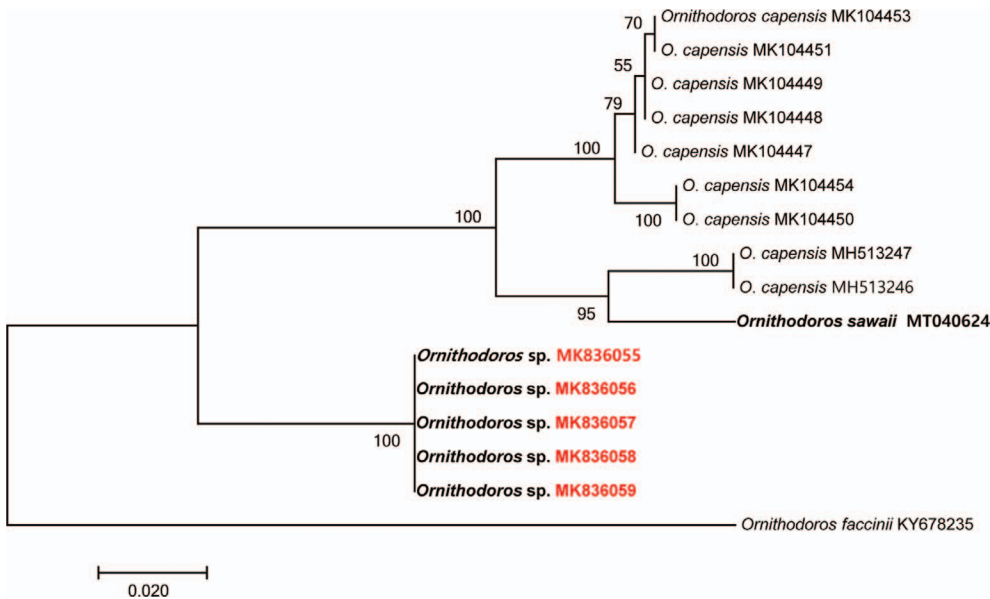 70
Ornithodoros capensis MK104453
O. capensis MK104451
55
O. capensis MK104449
79
O. capensis MK104448
100
O. capensis MK104447
O. capensis MK104454
100
O. capensis MK104450
100
100
O. capensis MH513247
O. capensis MH513246
95
Ornithodoros sawaii MT040624
Ornithodoros sp. MK836055
Ornithodoros sp. MK836056
Ornithodoros sp. MK836057
100
Ornithodoros sp. MK836058
Ornithodoros sp. MK836059
Ornithodoros faccinii KY678235
0.020